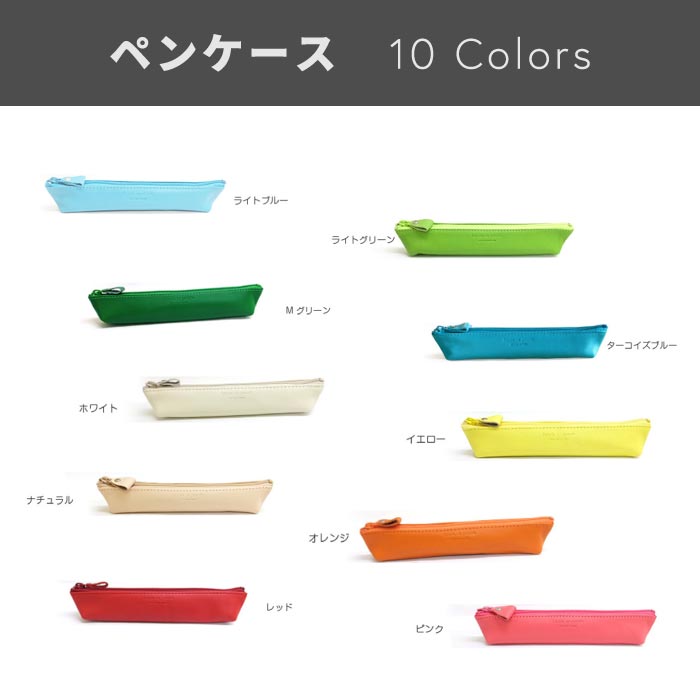 ペンケース 10 Colors
ライトブルー
ライトグリーン
M グリーン
ターコイズブルー
ホワイト
イエロー
ナチュラル
オレンジ
レッド
ピンク